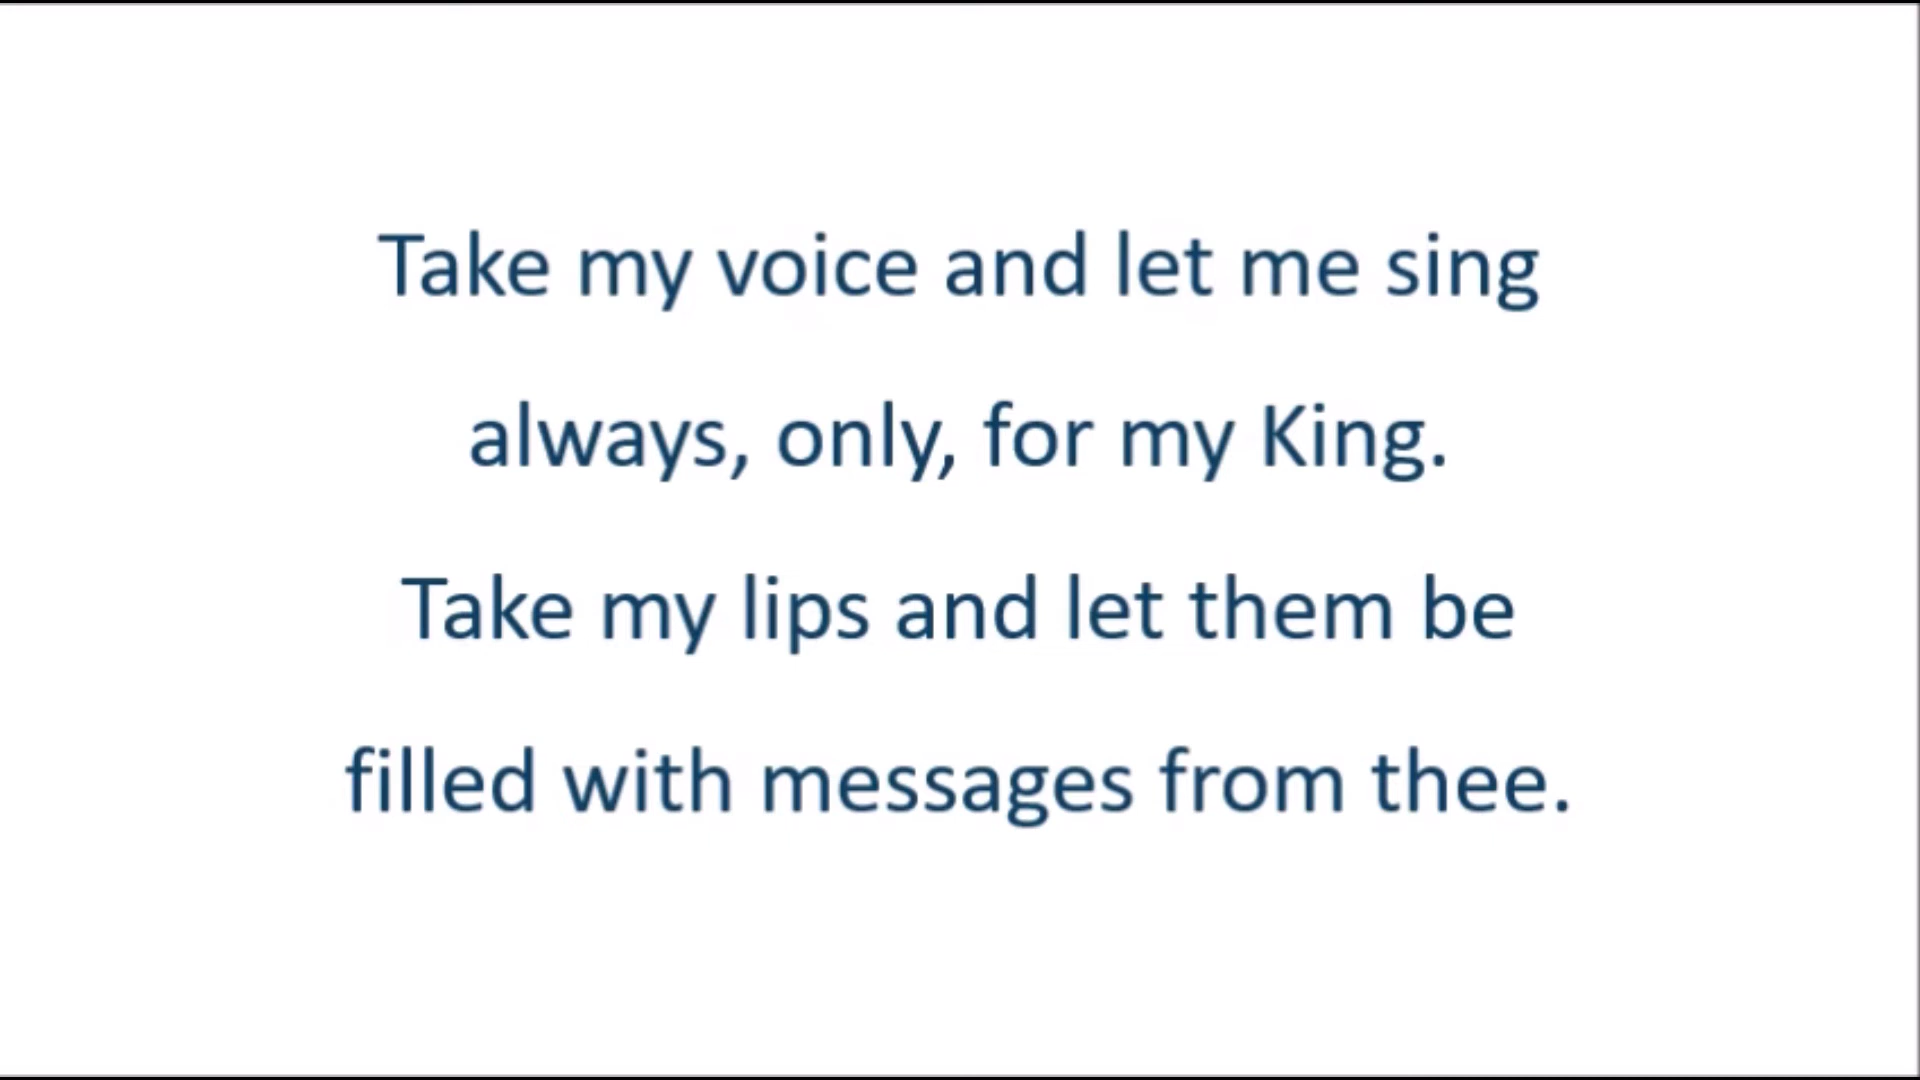 Take my voice and let me sing
always, only, for my King.
Take my lips and let them be
filled with messages from thee.